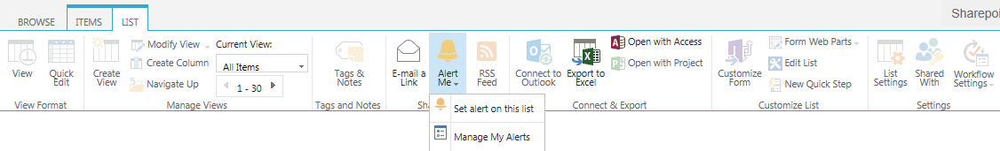 BROWSE ITEMS LIST Sharepoi
View
Quick Edit
Create View
Modify View
Create Column
Navigate Up
Current View:
All Items
1 - 30
Tags & Notes
E-mail a Link
Alert Me
RSS Feed
Connect to Outlook
Export to Excel
Open with Access
Open with Project
Customize Form
Form Web Parts
Edit List
New Quick Step
List Settings
Shared With
Workflow Settings
View Format
Manage Views
Tags and Notes
Sh
Connect & Export
Customize List
Settings
Set alert on this list
Manage My Alerts